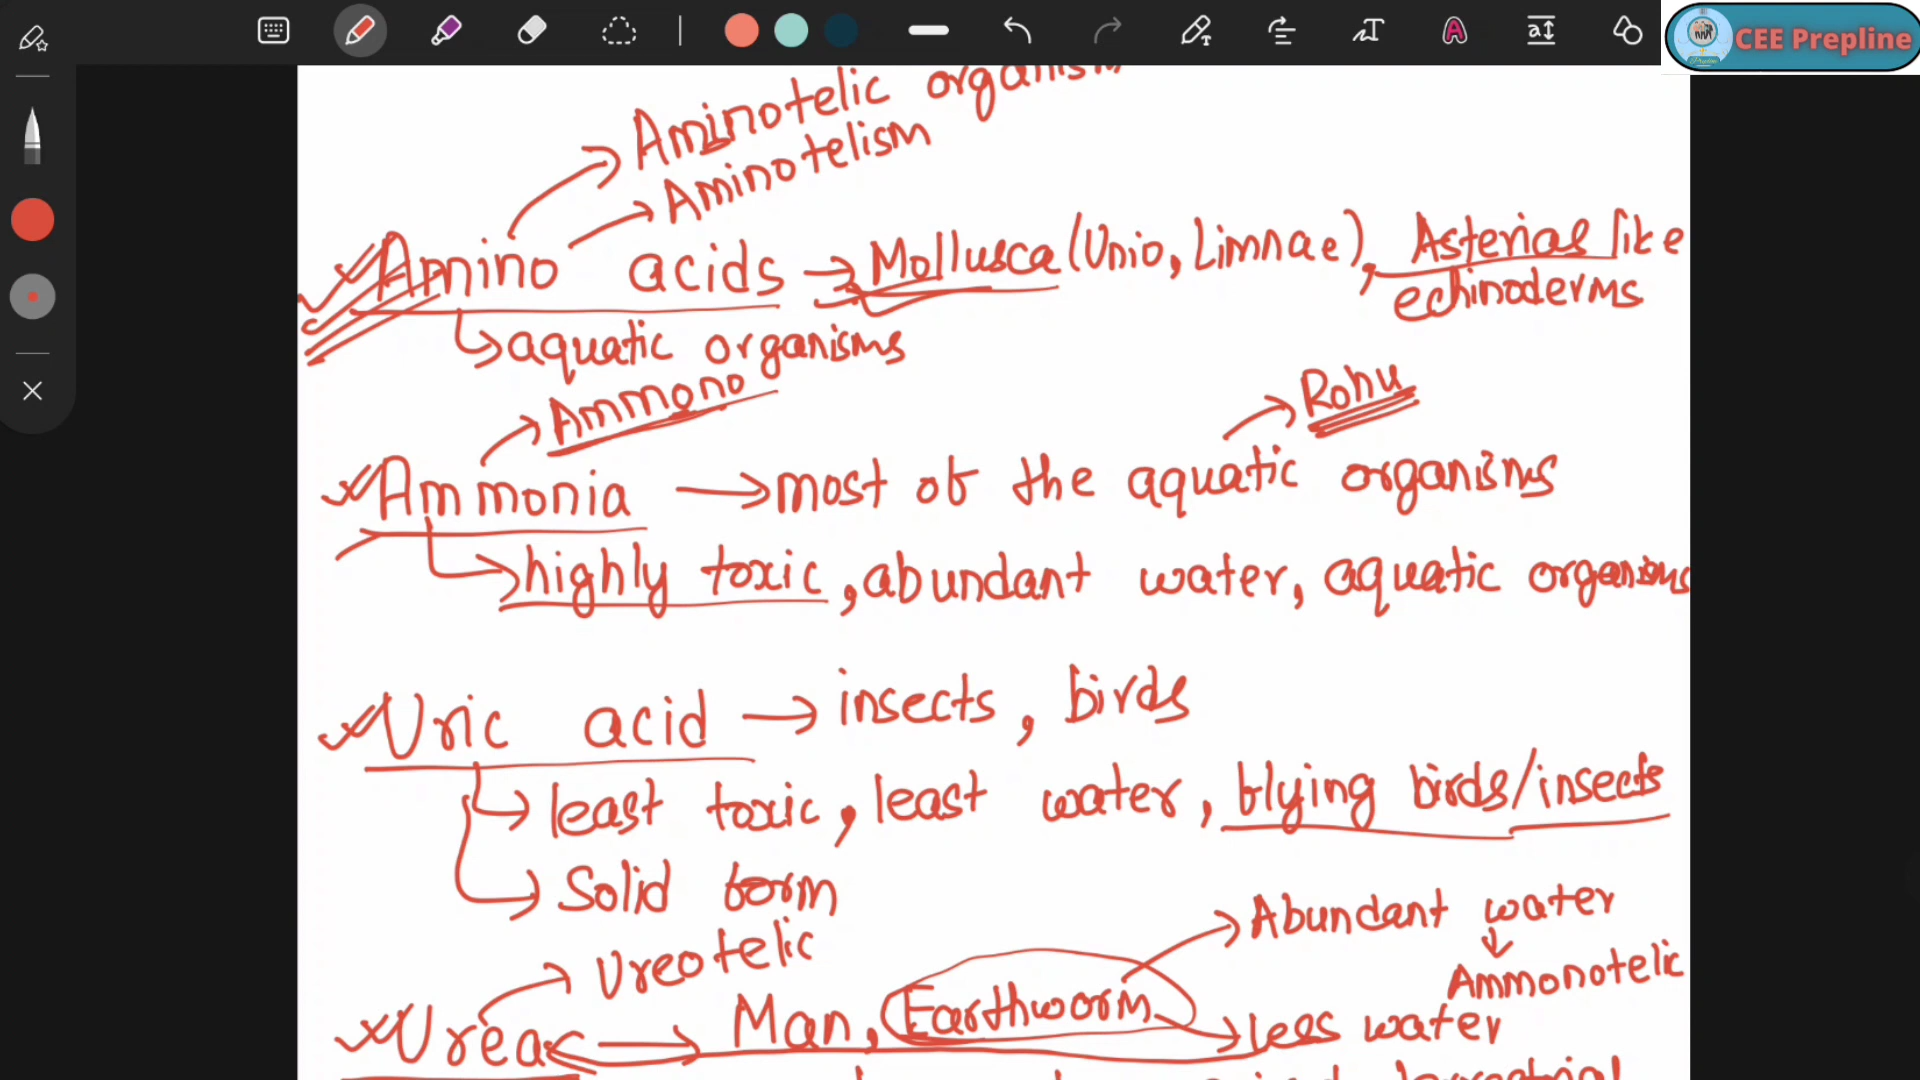 CEE Prepline
Aminotelic organism
Aminotelism
Amino acids → Mollusca (Unio, Limnae), Asterias like
echinoderms
→ aquatic organisms
→ Ammono
→ Rohu
Ammonia → most of the aquatic organisms
→ highly toxic, abundant water, aquatic organisms
Uric acid → insects, birds
→ least toxic, least water, flying birds/insects
→ Solid form
→ Abundant water
→ Ureotelic
Ammonotelic
Urea → Man, Earthworm
→ Less water